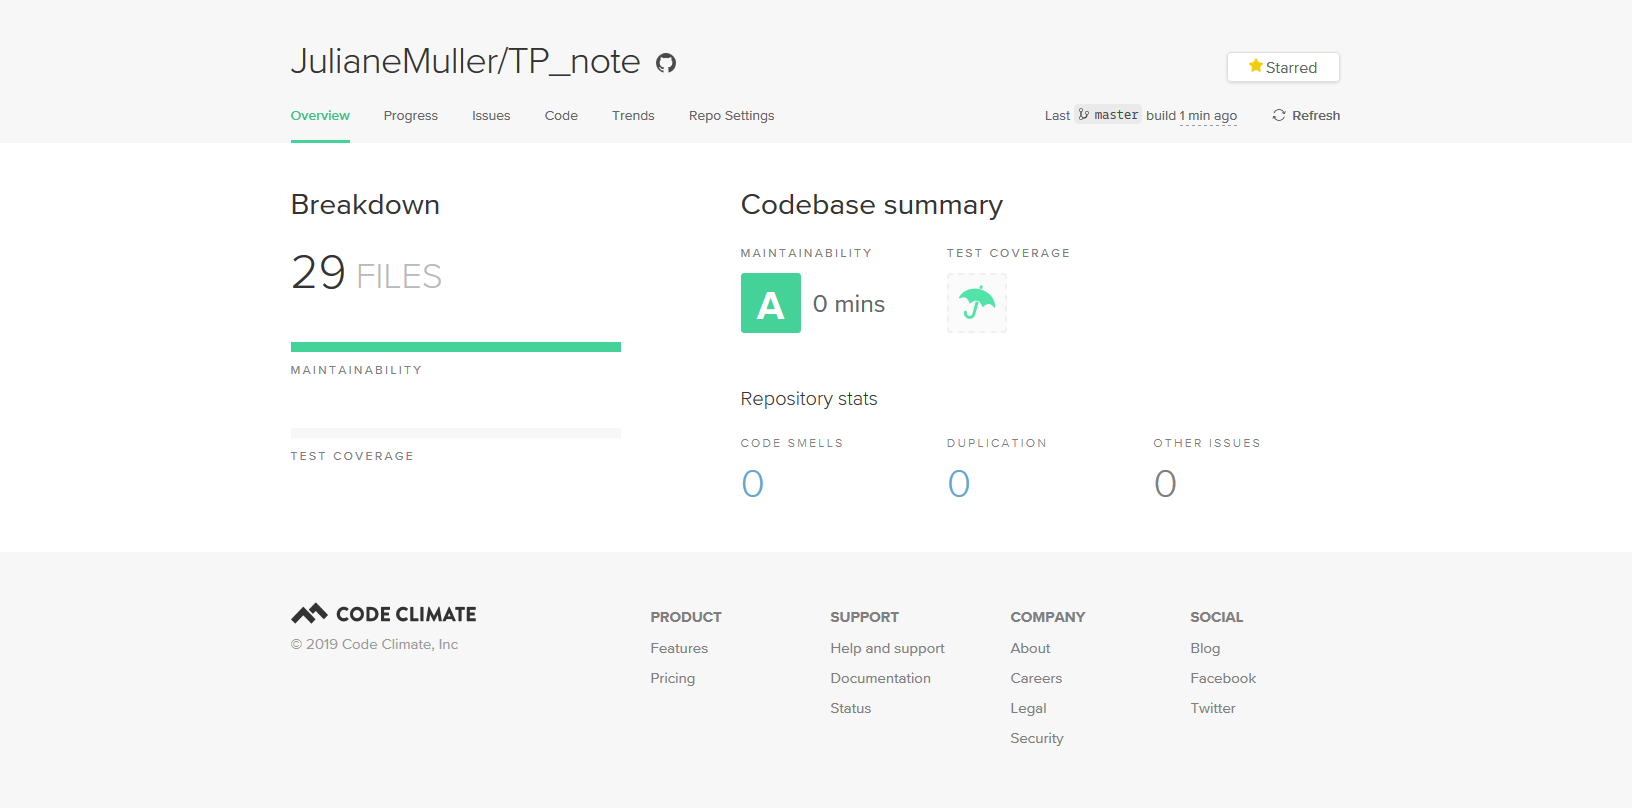 JulianeMuller/TP_note
Starred
Overview Progress Issues Code Trends Repo Settings Last master build 1 min ago Refresh
Breakdown
29 FILES
MAINTAINABILITY
TEST COVERAGE
Codebase summary
MAINTAINABILITY TEST COVERAGE
A 0 mins
Repository stats
CODE SMELLS DUPLICATION OTHER ISSUES
0 0 0
CODE CLIMATE
© 2019 Code Climate, Inc
PRODUCT
Features
Pricing
SUPPORT
Help and support
Documentation
Status
COMPANY
About
Careers
Legal
Security
SOCIAL
Blog
Facebook
Twitter